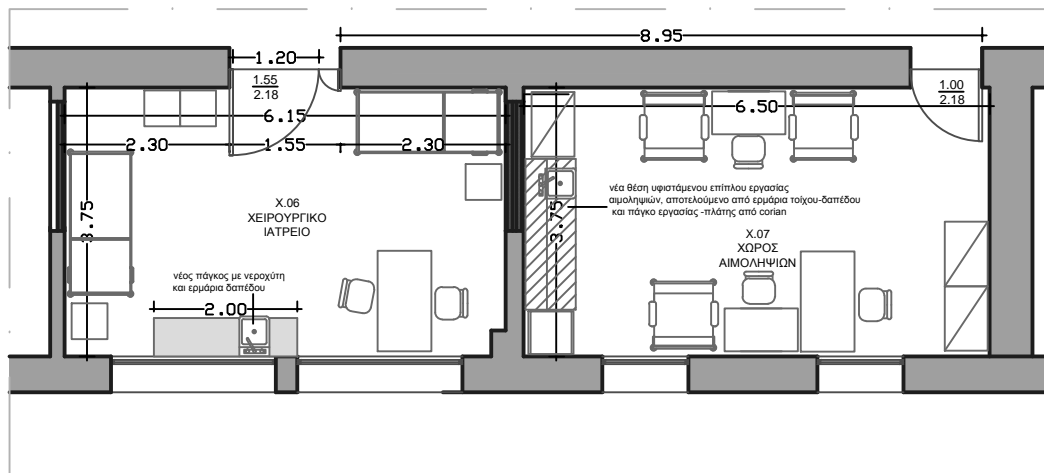 8.95
1.20
1.55
2.18
1.00
2.18
6.15
6.50
2.30
1.55
2.30
3.75
3.75
νέα θέση υφιστάμενου επίπλου εργασίας
αιμοληψιών, αποτελούμενο από ερμάρια τοίχου-δαπέδου
και πάγκο εργασίας -πλάτης από corian
Χ.06
ΧΕΙΡΟΥΡΓΙΚΟ
ΙΑΤΡΕΙΟ
Χ.07
ΧΩΡΟΣ
ΑΙΜΟΛΗΨΙΩΝ
νέος πάγκος με νεροχύτη
και ερμάρια δαπέδου
2.00